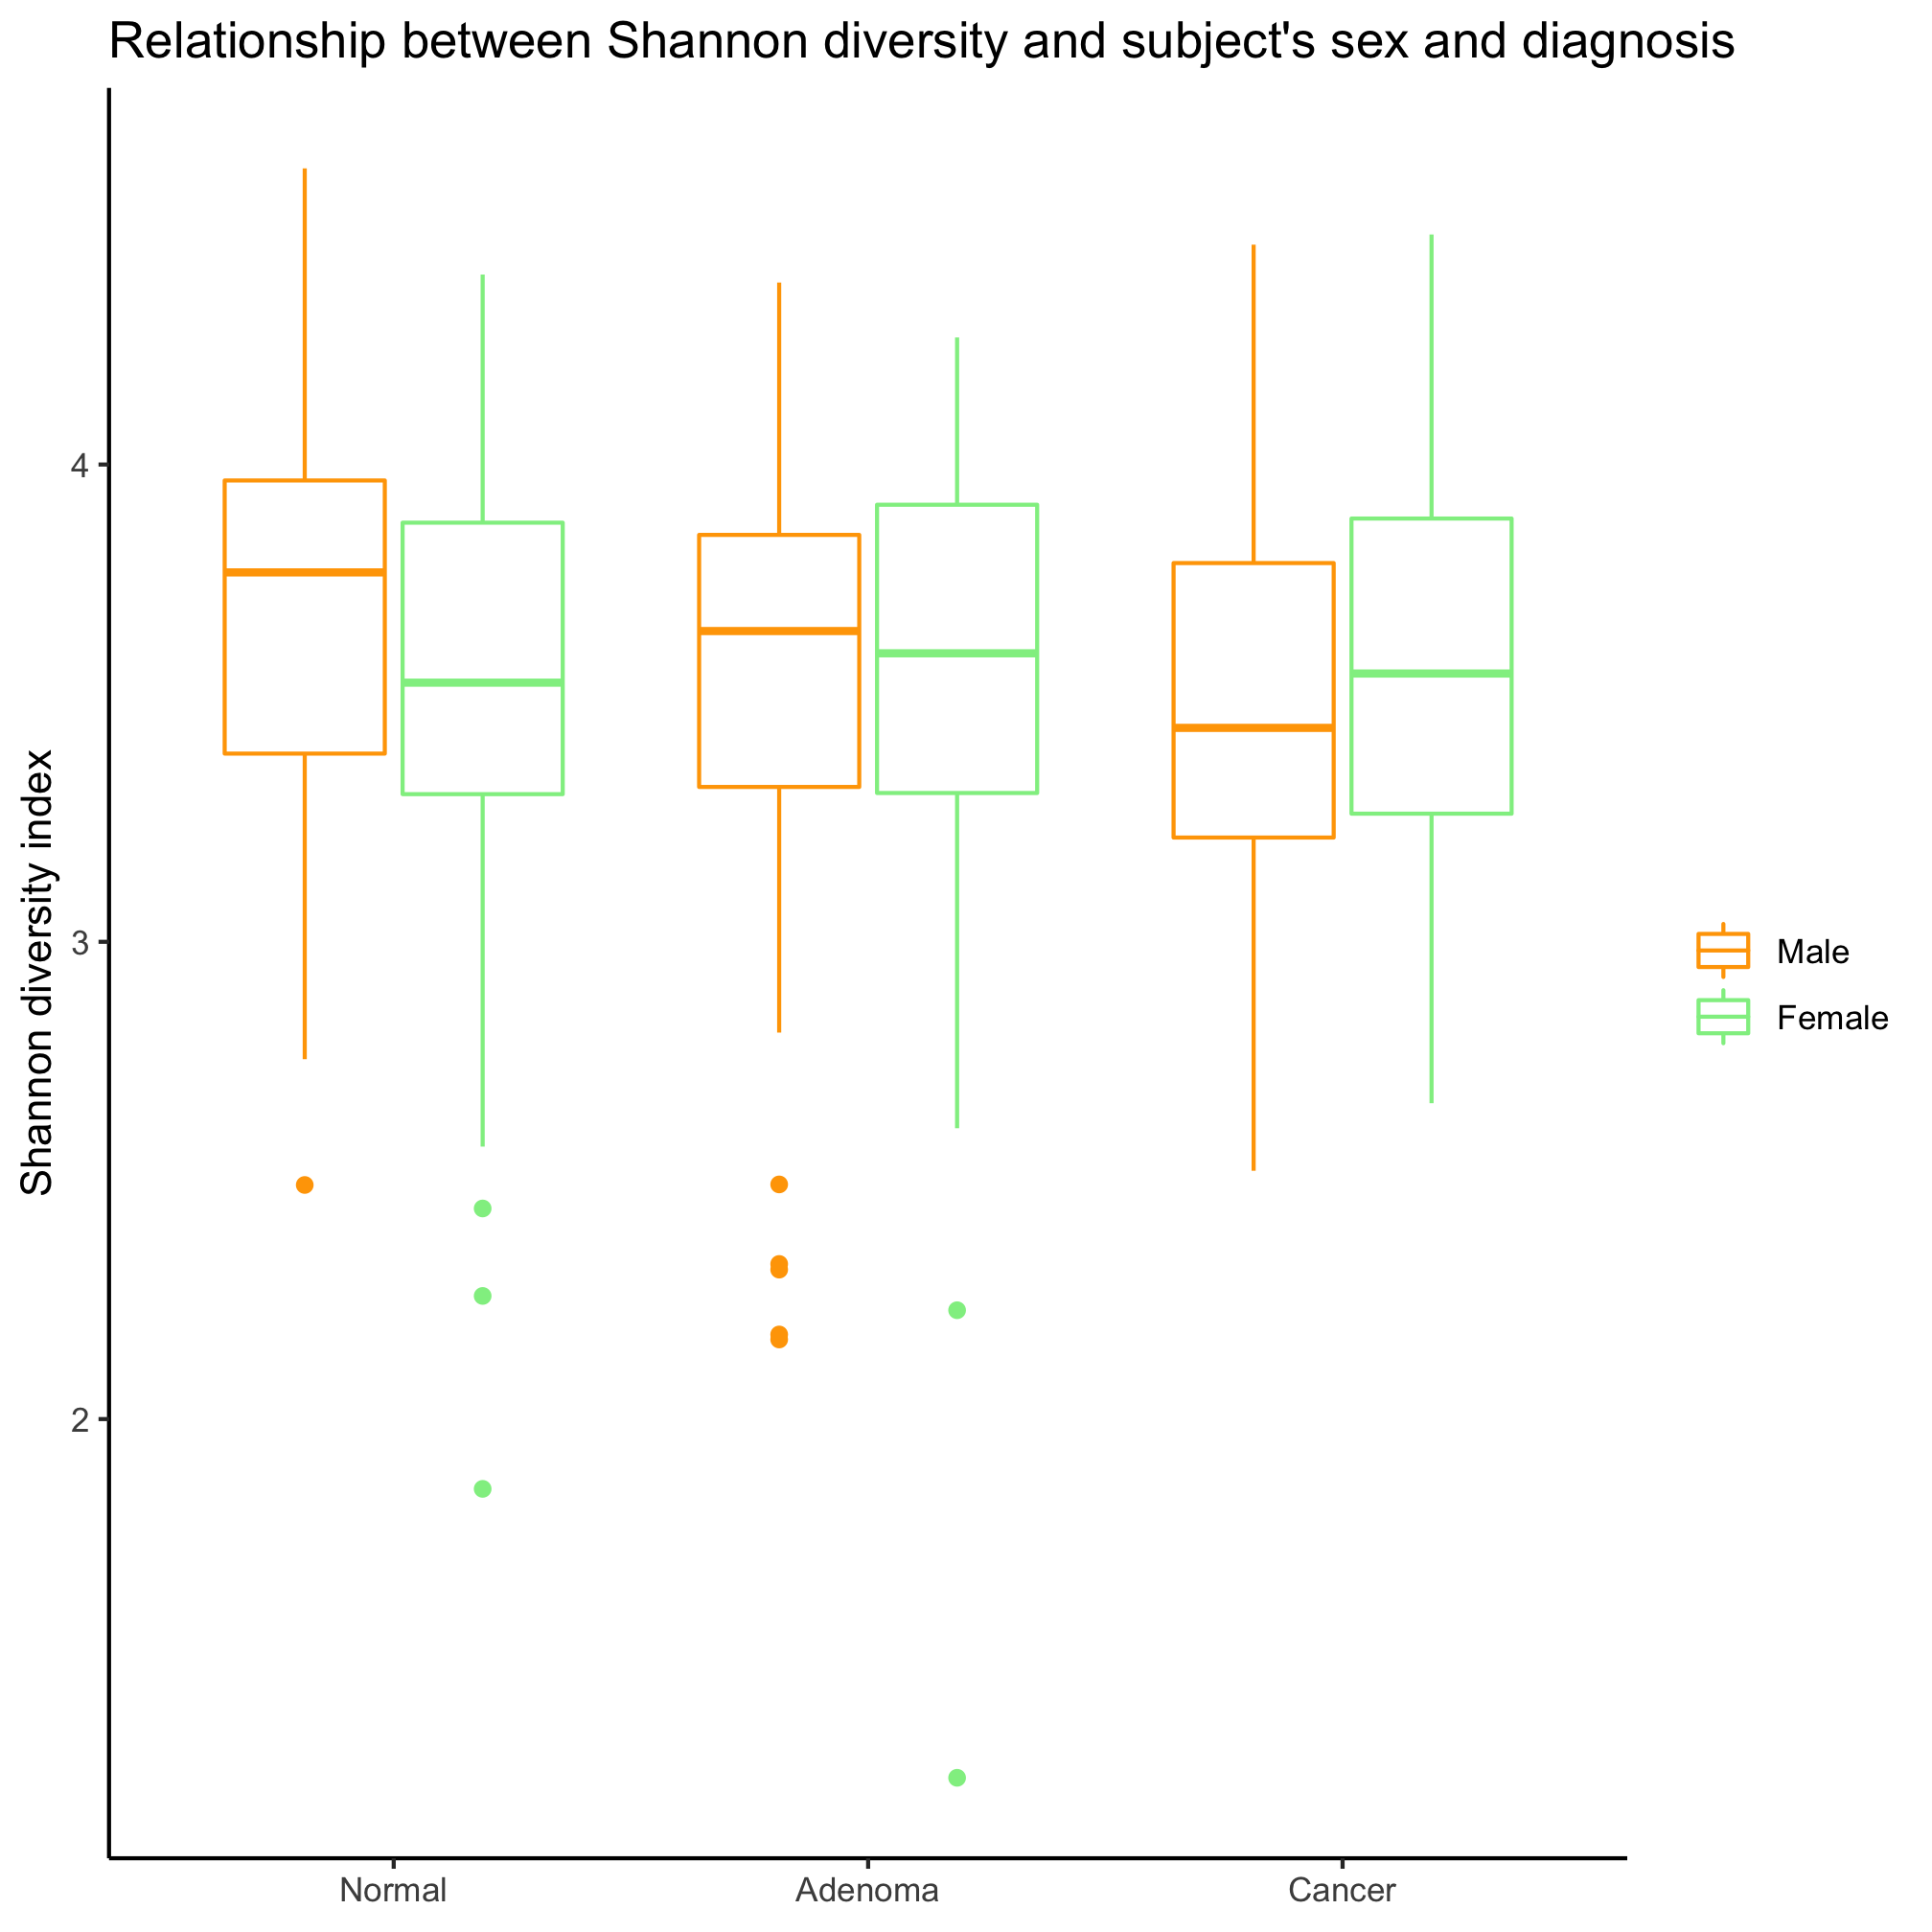 Relationship between Shannon diversity and subject's sex and diagnosis
Shannon diversity index
4
3
2
Normal
Adenoma
Cancer
Male
Female